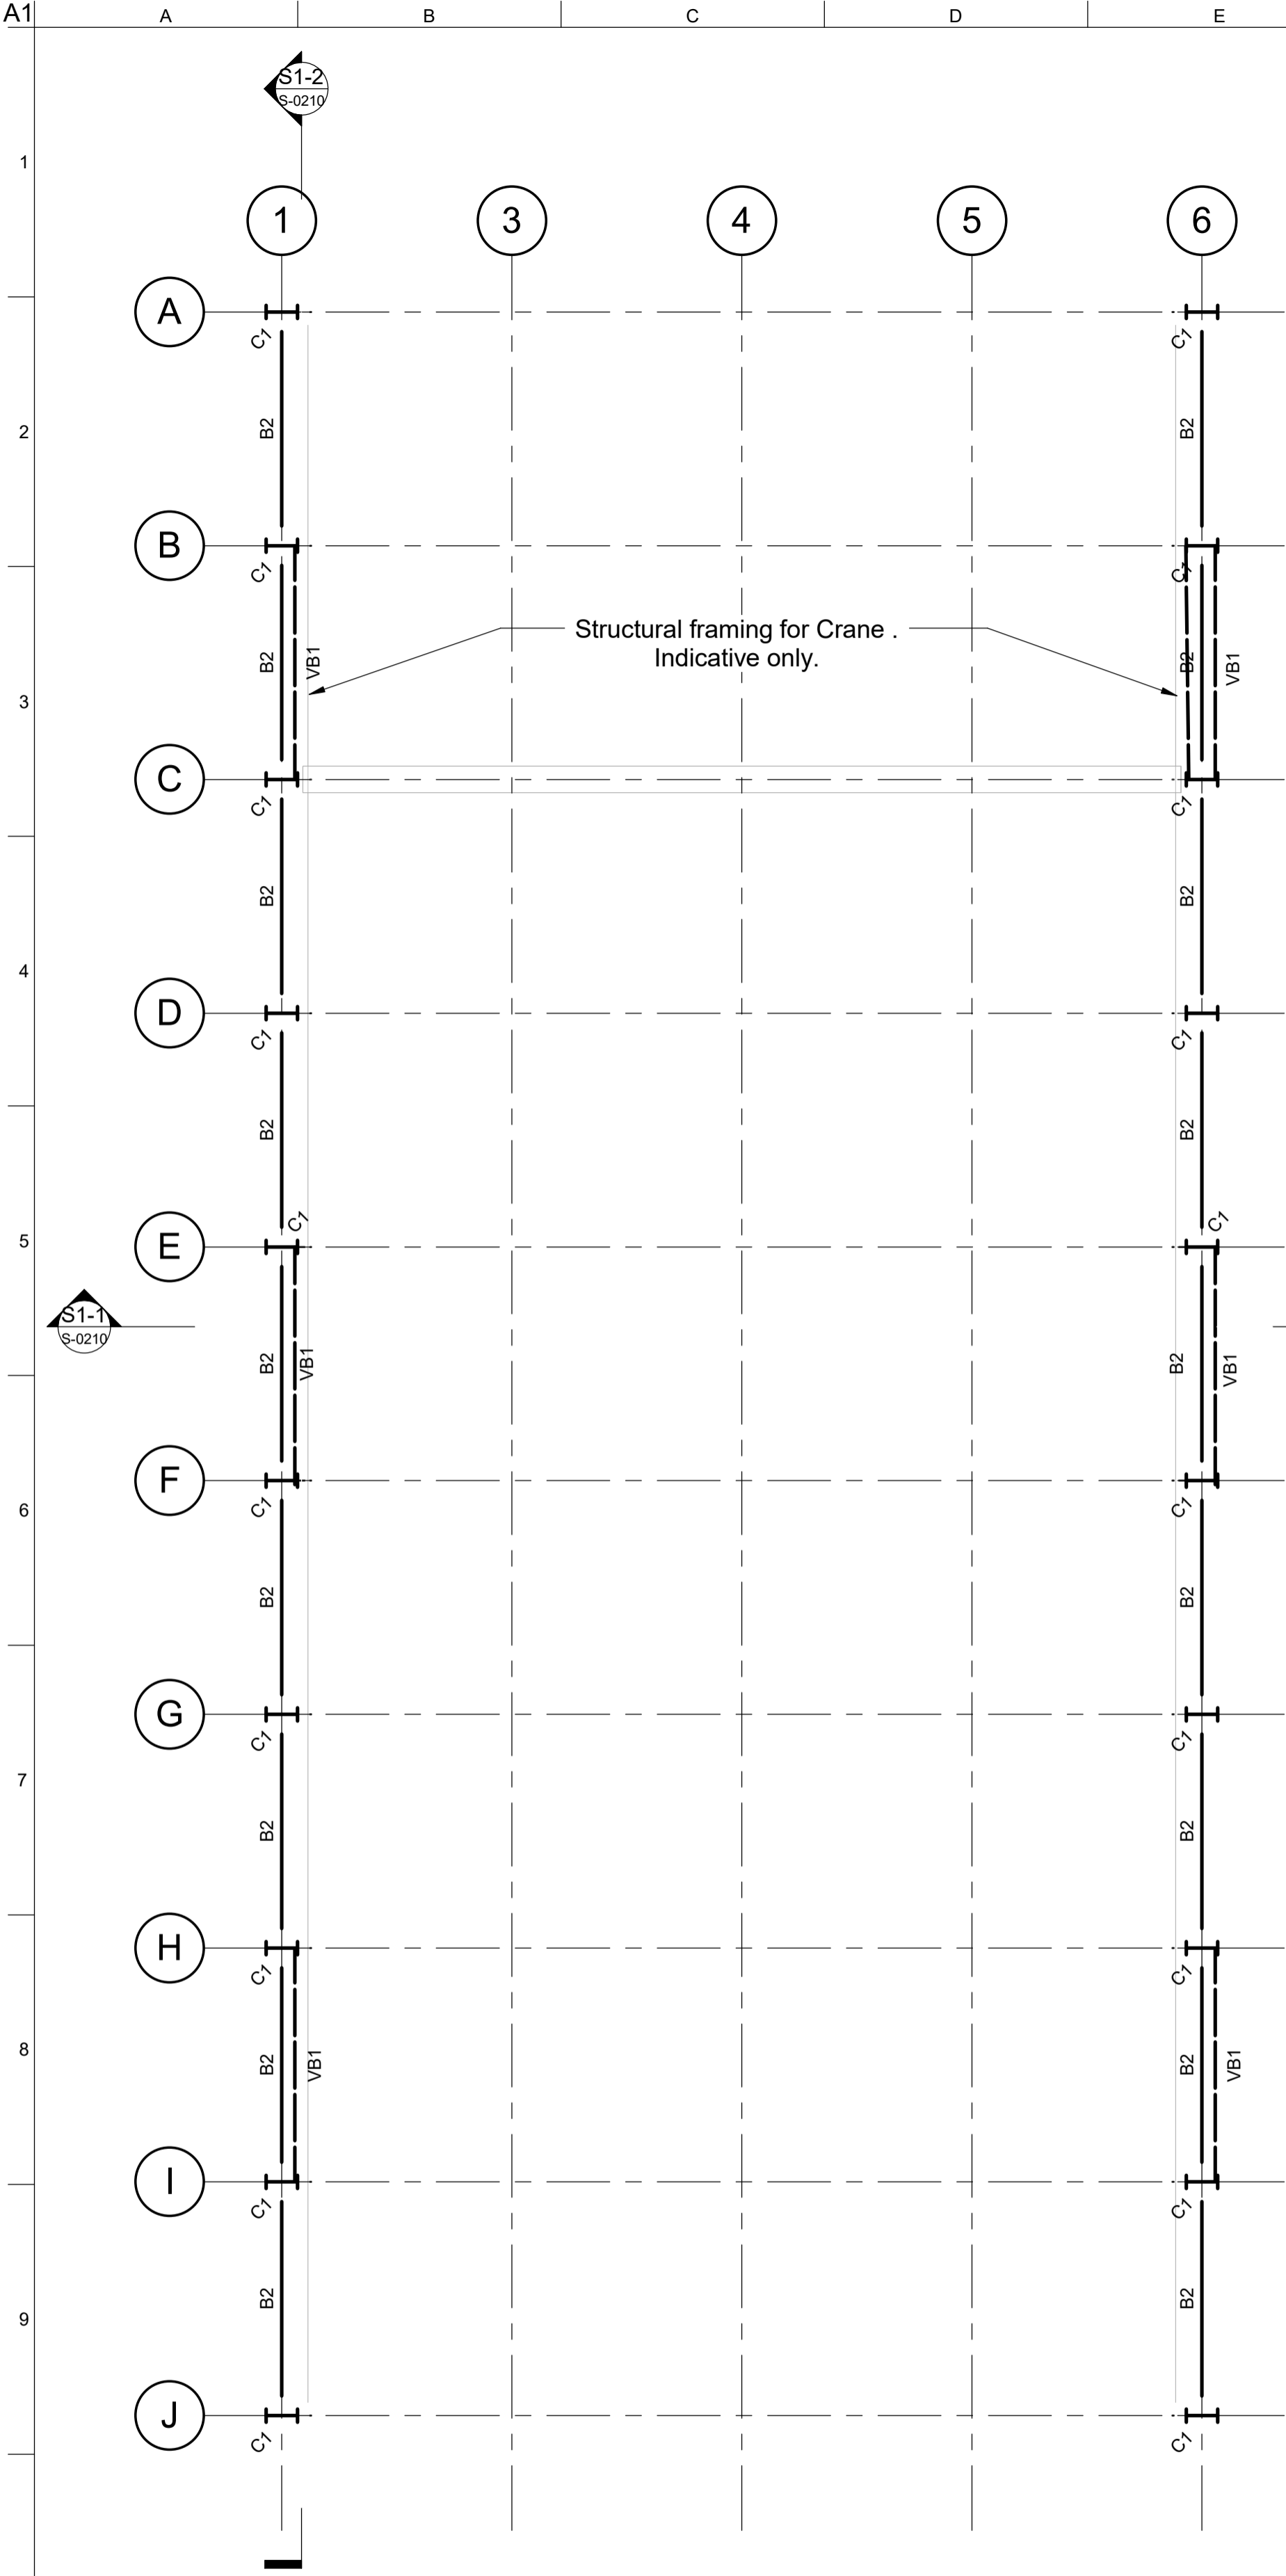 A1
A B C D E
S1-2
S-0210
1
1 3 4 5 6
A
C1 C1
2
B2 B2
B
C1 C1
Structural framing for Crane .
Indicative only.
B2 VB1 B2 VB1
3
C
C1 C1
B2 B2
4
D
C1 C1
B2 B2
C1 C1
5
E
S1-1
S-0210
B2 VB1 B2 VB1
F
C1 C1
6
B2 B2
G
C1 C1
7
B2 B2
H
C1 C1
8
B2 VB1 B2 VB1
I
C1 C1
B2 B2
9
J
C1 C1